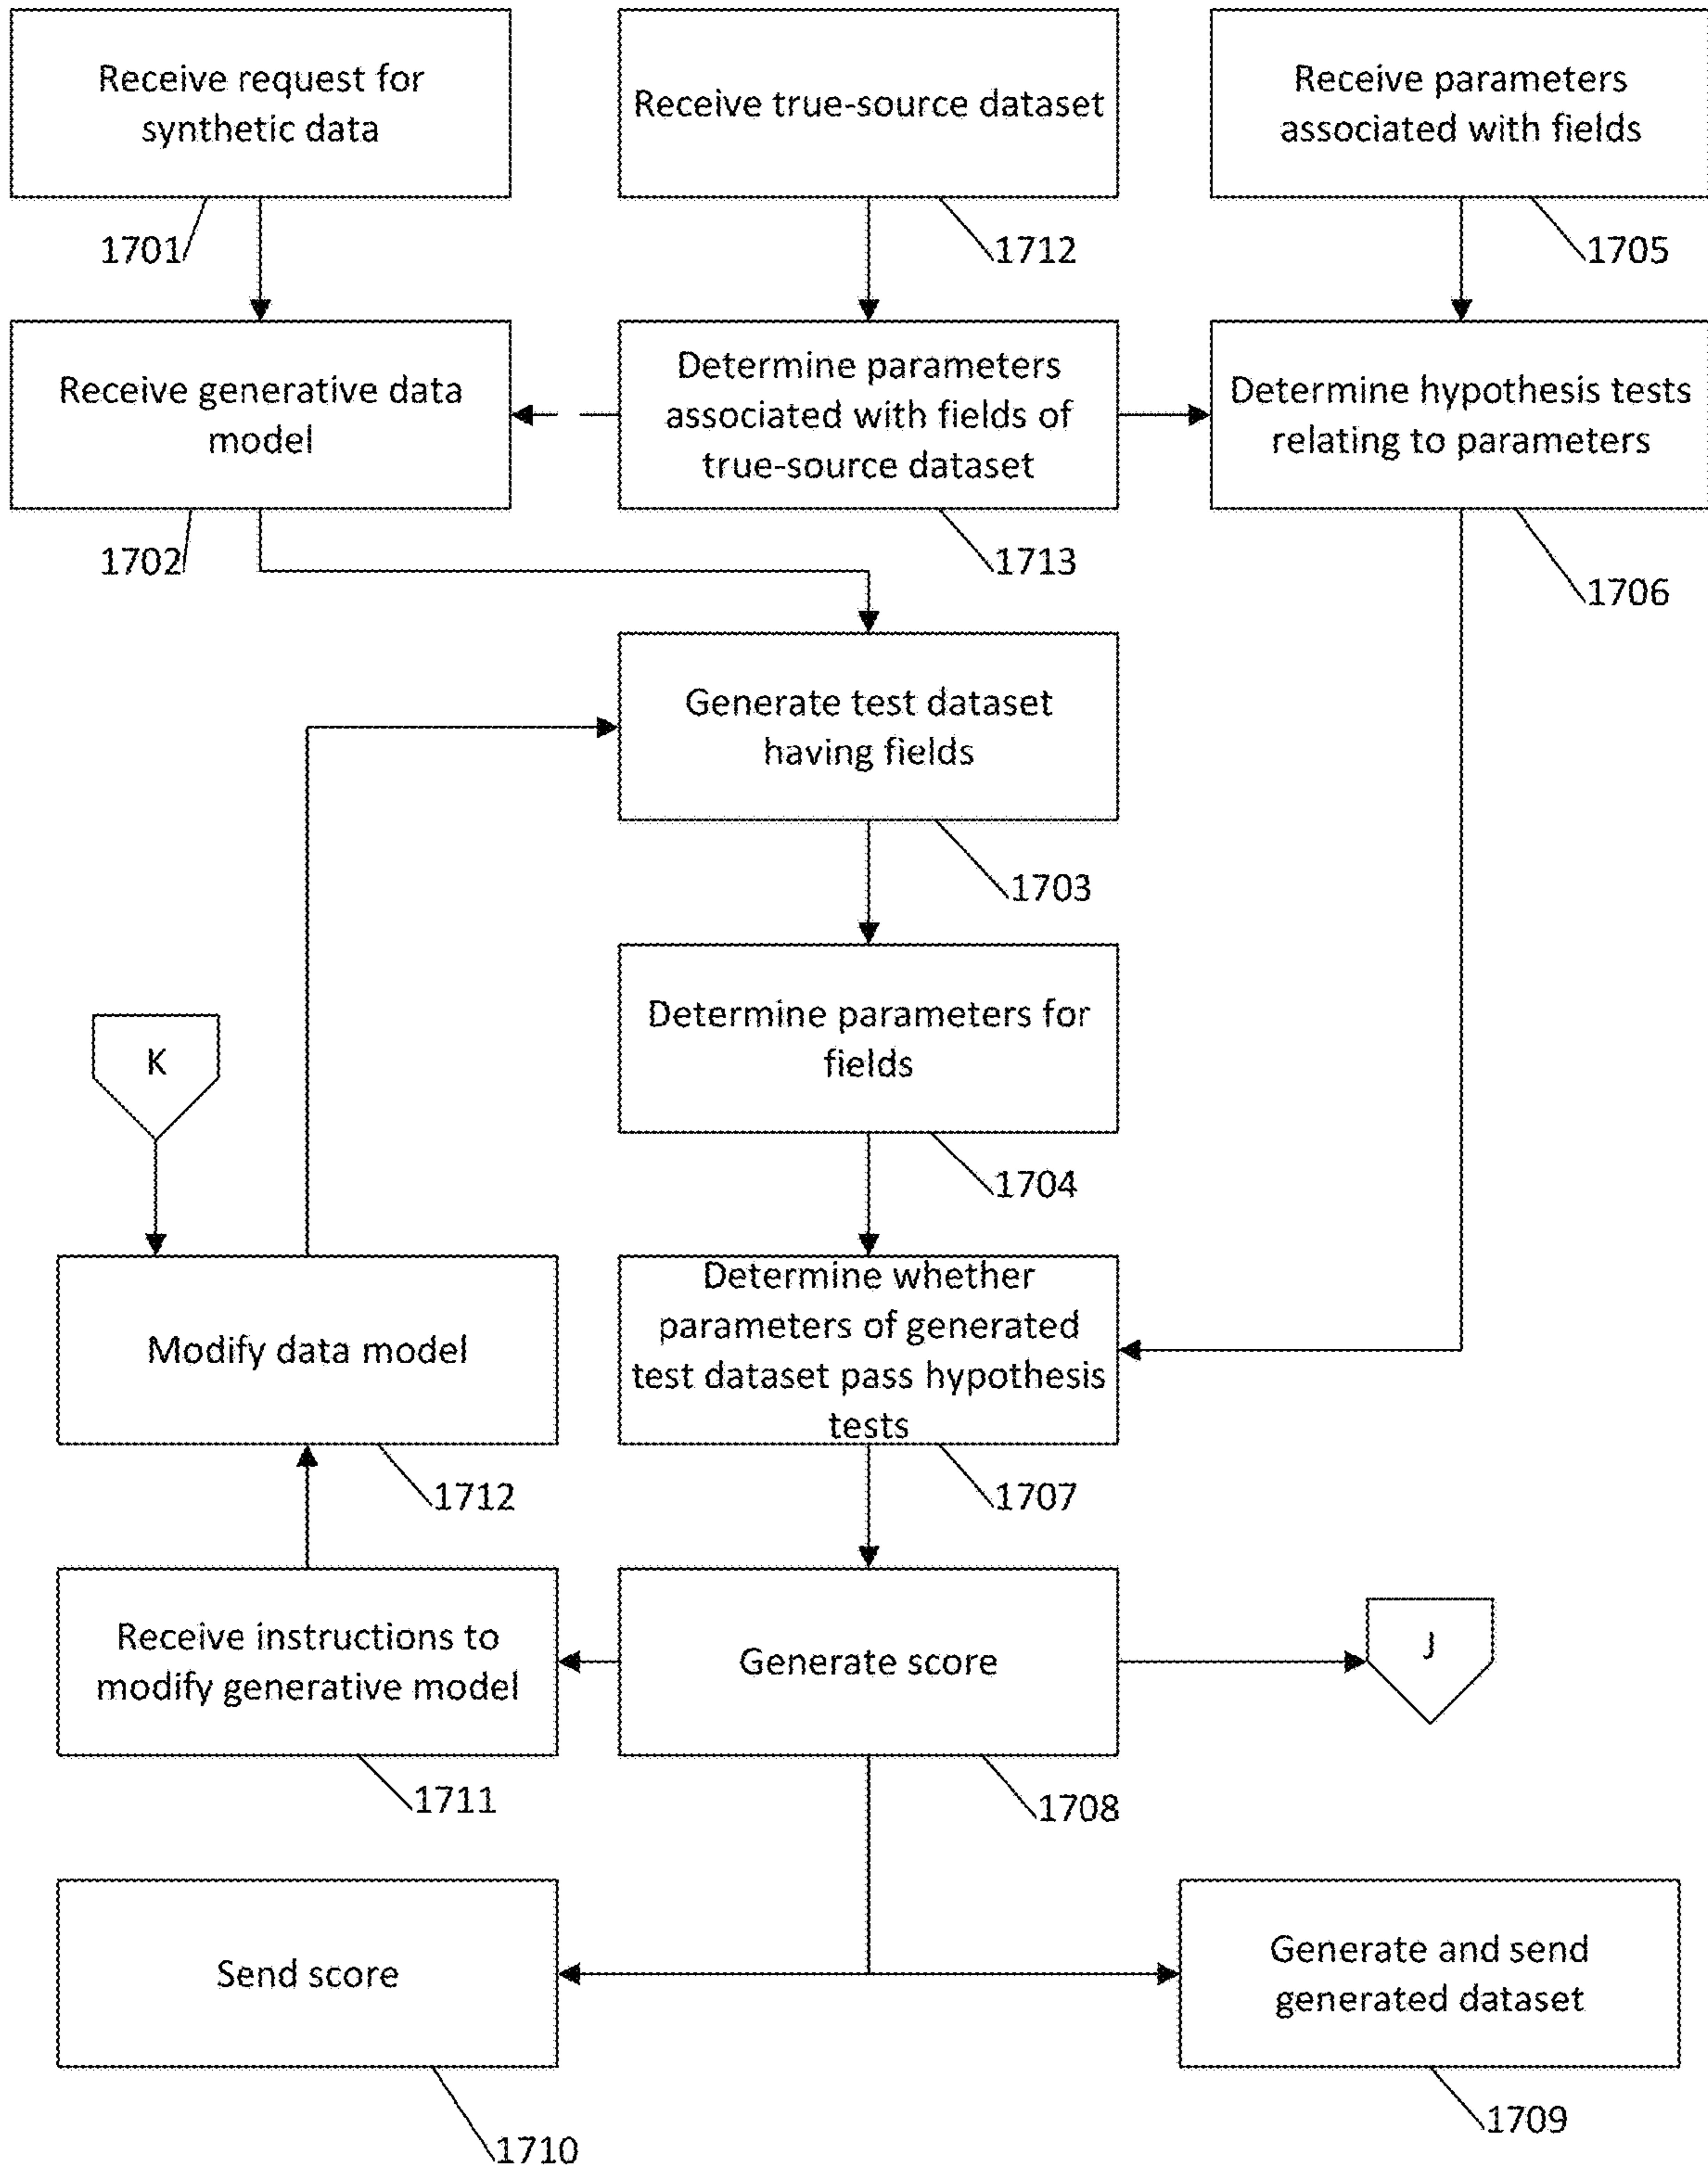 Receive request for
synthetic data
1701
Receive true-source dataset
1712
Receive parameters
associated with fields
1705
Receive generative data
model
1702
Determine parameters
associated with fields of
true-source dataset
1713
Determine hypothesis tests
relating to parameters
1706
Generate test dataset
having fields
1703
Determine parameters for
fields
1704
K
Modify data model
1712
Determine whether
parameters of generated
test dataset pass hypothesis
tests
1707
Receive instructions to
modify generative model
1711
Generate score
1708
J
Send score
1710
Generate and send
generated dataset
1709